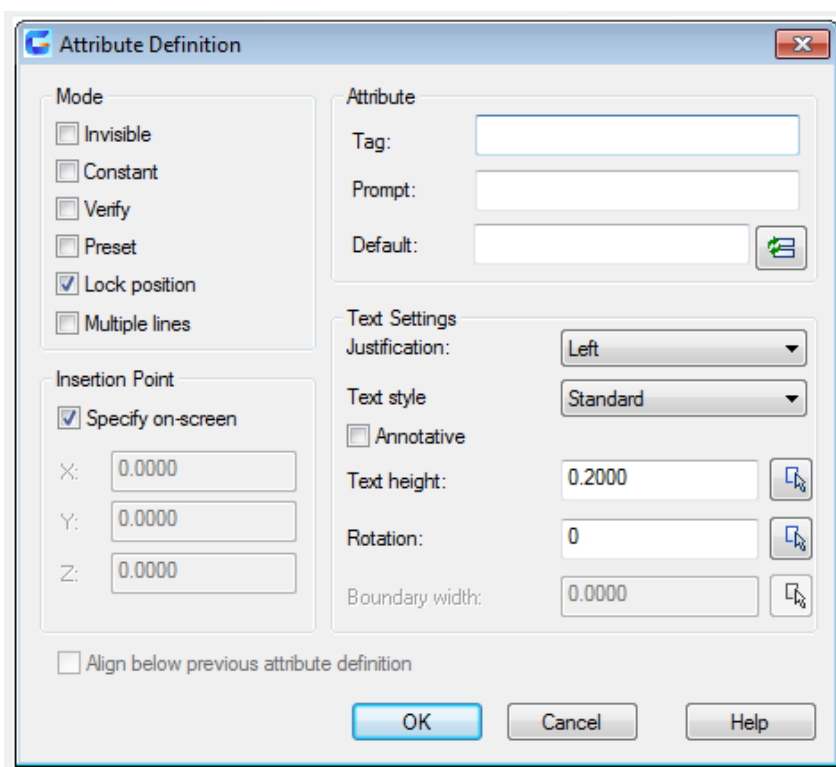 Attribute Definition
Mode
Invisible
Constant
Verify
Preset
Lock position
Multiple lines
Insertion Point
Specify on-screen
X: 0.0000
Y: 0.0000
Z: 0.0000
Attribute
Tag:
Prompt:
Default:
Text Settings
Justification: Left
Text style Standard
Annotative
Text height: 0.2000
Rotation: 0
Boundary width: 0.0000
Align below previous attribute definition
OK Cancel Help